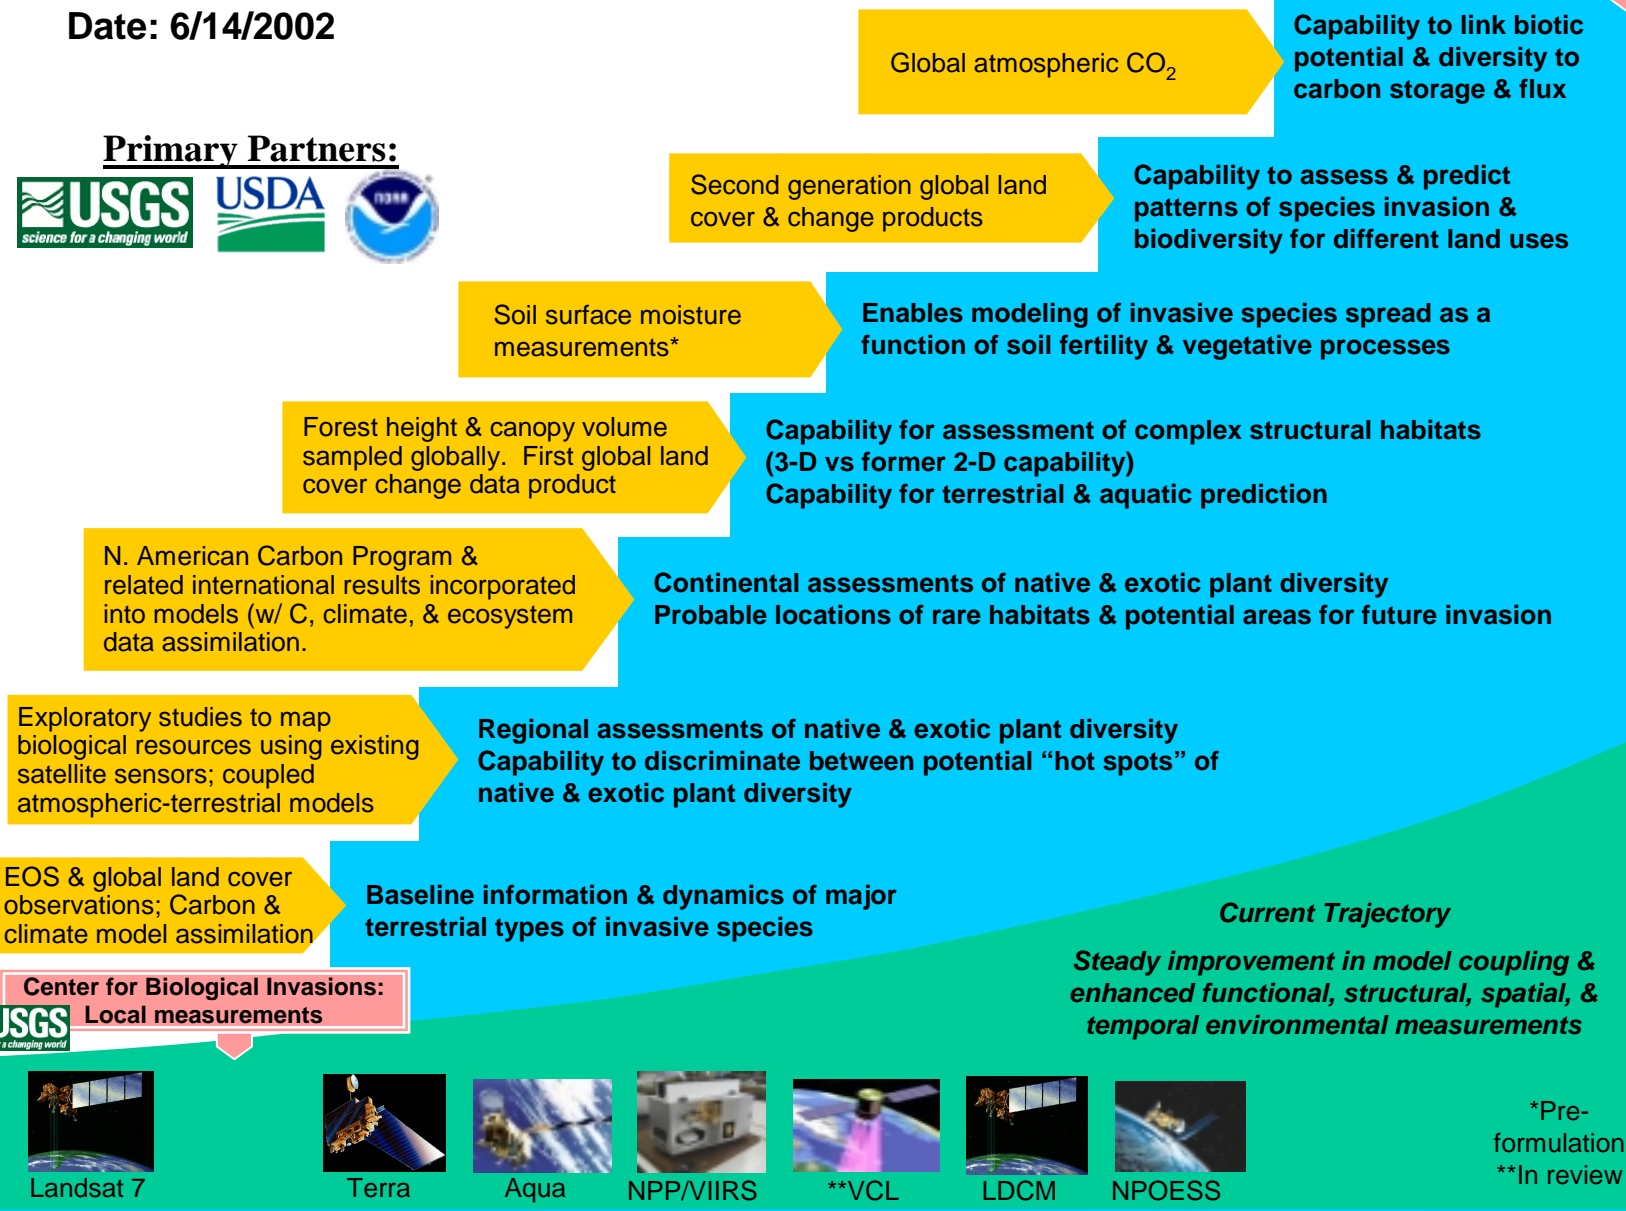 Date: 6/14/2002
Primary Partners:
USGS
science for a changing world
USDA
NOAA
Global atmospheric CO2
Capability to link biotic
potential & diversity to
carbon storage & flux
Second generation global land
cover & change products
Capability to assess & predict
patterns of species invasion &
biodiversity for different land uses
Soil surface moisture
measurements*
Enables modeling of invasive species spread as a
function of soil fertility & vegetative processes
Forest height & canopy volume
sampled globally.  First global land
cover change data product
Capability for assessment of complex structural habitats
(3-D vs former 2-D capability)
Capability for terrestrial & aquatic prediction
N. American Carbon Program &
related international results incorporated
into models (w/ C, climate, & ecosystem
data assimilation.
Continental assessments of native & exotic plant diversity
Probable locations of rare habitats & potential areas for future invasion
Exploratory studies to map
biological resources using existing
satellite sensors; coupled
atmospheric-terrestrial models
Regional assessments of native & exotic plant diversity
Capability to discriminate between potential “hot spots” of
native & exotic plant diversity
EOS & global land cover
observations; Carbon &
climate model assimilation
Baseline information & dynamics of major
terrestrial types of invasive species
Center for Biological Invasions:
Local measurements
USGS
a changing world
Current Trajectory
Steady improvement in model coupling &
enhanced functional, structural, spatial, &
temporal environmental measurements
Landsat 7
Terra
Aqua
NPP/VIIRS
**VCL
LDCM
NPOESS
*Pre-
formulation
**In review